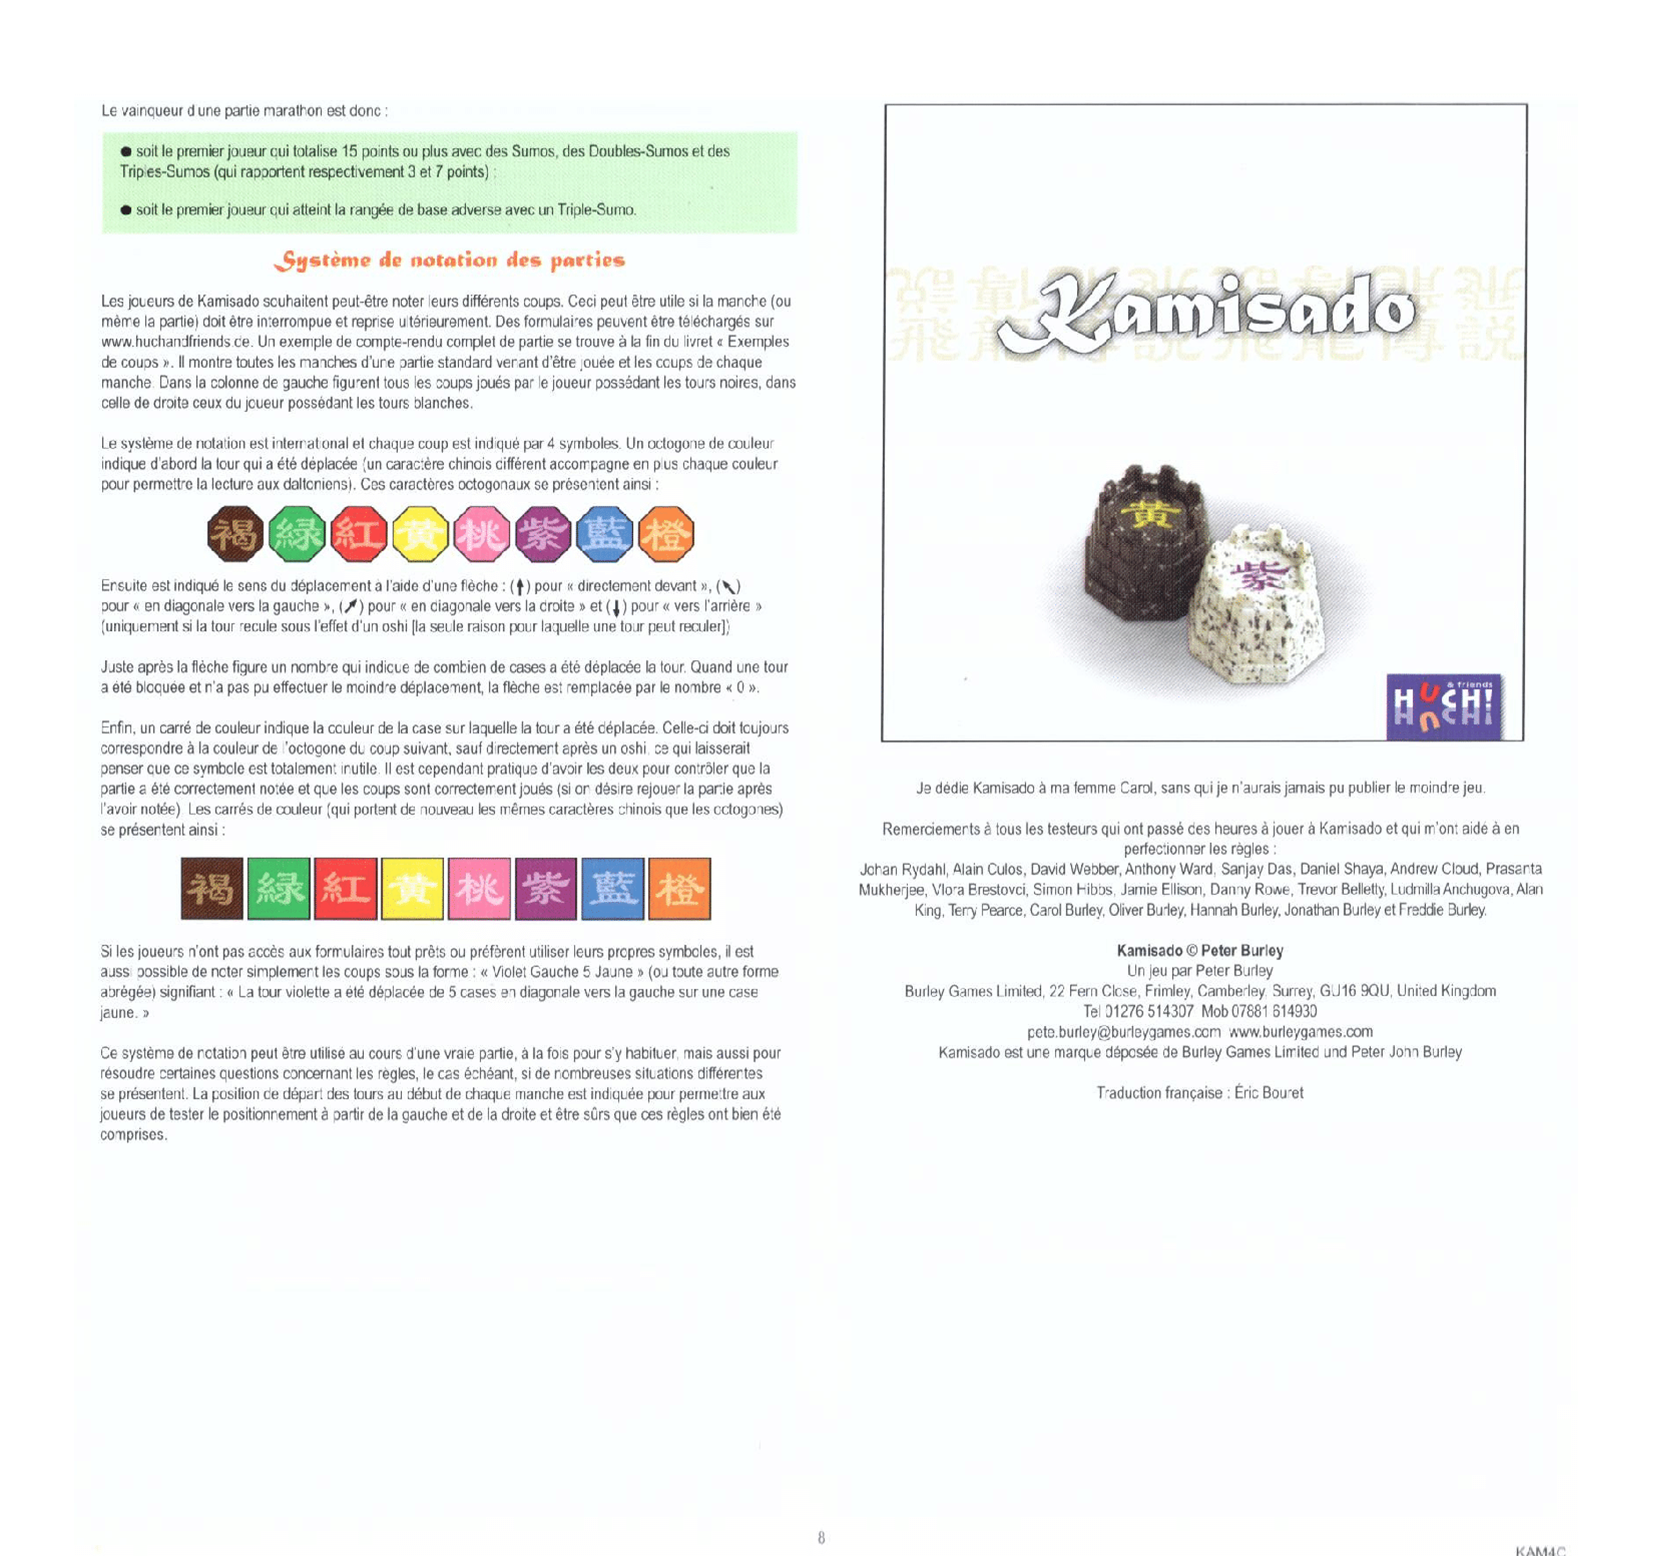 Le vainqueur d'une partie marathon est donc :
● soit le premier joueur qui totalise 15 points ou plus avec des Sumos, des Doubles-Sumos et des
Triples-Sumos (qui rapportent respectivement 3 et 7 points) :
● soit le premier joueur qui atteint la rangée de base adverse avec un Triple-Sumo.
Système de notation des parties
Les joueurs de Kamisado souhaitent peut-être noter leurs différents coups. Ceci peut être utile si la manche (ou
même la partie) doit être interrompue et reprise ultérieurement. Des formulaires peuvent être téléchargés sur
www.huchandfriends.de. Un exemple de compte-rendu complet de partie se trouve à la fin du livret « Exemples
de coups ». Il montre toutes les manches d'une partie standard venant d'être jouée et les coups de chaque
manche. Dans la colonne de gauche figurent tous les coups joués par le joueur possédant les tours noires, dans
celle de droite ceux du joueur possédant les tours blanches.
Le système de notation est international et chaque coup est indiqué par 4 symboles. Un octogone de couleur
indique d'abord la tour qui a été déplacée (un caractère chinois différent accompagne en plus chaque couleur
pour permettre la lecture aux daltoniens). Ces caractères octogonaux se présentent ainsi :
褐 緑 紅 黄 桃 紫 藍 橙
Ensuite est indiqué le sens du déplacement à l'aide d'une flèche : (↑) pour « directement devant », (↖)
pour « en diagonale vers la gauche », (↗) pour « en diagonale vers la droite » et (↓) pour « vers l'arrière »
(uniquement si la tour recule sous l'effet d'un oshi [la seule raison pour laquelle une tour peut reculer])
Juste après la flèche figure un nombre qui indique de combien de cases a été déplacée la tour. Quand une tour
a été bloquée et n'a pas pu effectuer le moindre déplacement, la flèche est remplacée par le nombre « 0 ».
Enfin, un carré de couleur indique la couleur de la case sur laquelle la tour a été déplacée. Celle-ci doit toujours
correspondre à la couleur de l'octogone du coup suivant, sauf directement après un oshi, ce qui laisserait
penser que ce symbole est totalement inutile. Il est cependant pratique d'avoir les deux pour contrôler que la
partie a été correctement notée et que les coups sont correctement joués (si on désire rejouer la partie après
l'avoir notée). Les carrés de couleur (qui portent de nouveau les mêmes caractères chinois que les octogones)
se présentent ainsi :
褐 緑 紅 黄 桃 紫 藍 橙
Si les joueurs n'ont pas accès aux formulaires tout prêts ou préfèrent utiliser leurs propres symboles, il est
aussi possible de noter simplement les coups sous la forme : « Violet Gauche 5 Jaune » (ou toute autre forme
abrégée) signifiant : « La tour violette a été déplacée de 5 cases en diagonale vers la gauche sur une case
jaune. »
Ce système de notation peut être utilisé au cours d'une vraie partie, à la fois pour s'y habituer, mais aussi pour
résoudre certaines questions concernant les règles, le cas échéant, si de nombreuses situations différentes
se présentent. La position de départ des tours au début de chaque manche est indiquée pour permettre aux
joueurs de tester le positionnement à partir de la gauche et de la droite et être sûrs que ces règles ont bien été
comprises.
Kamisado
飛龍傳説飛龍傳説
黄
紫
& friends
HUCH!
Je dédie Kamisado à ma femme Carol, sans qui je n'aurais jamais pu publier le moindre jeu.
Remerciements à tous les testeurs qui ont passé des heures à jouer à Kamisado et qui m'ont aidé à en
perfectionner les règles :
Johan Rydahl, Alain Culos, David Webber, Anthony Ward, Sanjay Das, Daniel Shaya, Andrew Cloud, Prasanta
Mukherjee, Vlora Brestovci, Simon Hibbs, Jamie Ellison, Danny Rowe, Trevor Belletly, Ludmilla Anchugova, Alan
King, Terry Pearce, Carol Burley, Oliver Burley, Hannah Burley, Jonathan Burley et Freddie Burley.
Kamisado © Peter Burley
Un jeu par Peter Burley
Burley Games Limited, 22 Fern Close, Frimley, Camberley, Surrey, GU16 9QU, United Kingdom
Tel 01276 514307 Mob 07881 614930
pete.burley@burleygames.com www.burleygames.com
Kamisado est une marque déposée de Burley Games Limited und Peter John Burley
Traduction française : Éric Bouret
8
KAM4C